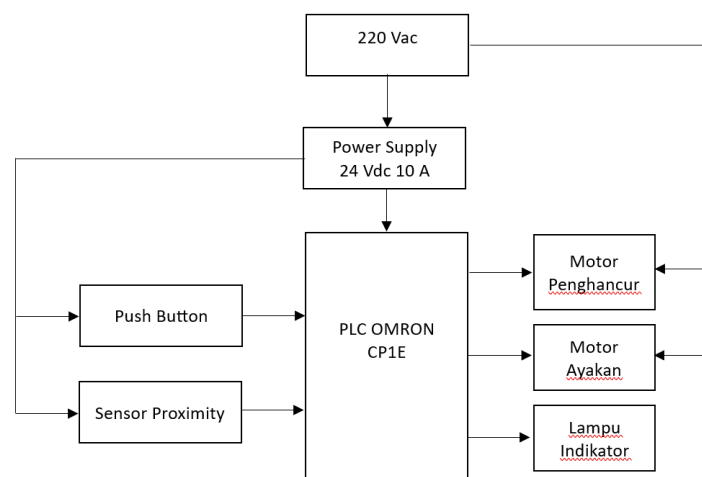 220 Vac
Power Supply
24 Vdc 10 A
Push Button
Sensor Proximity
PLC OMRON
CP1E
Motor
Penghancur
Motor
Ayakan
Lampu
Indikator